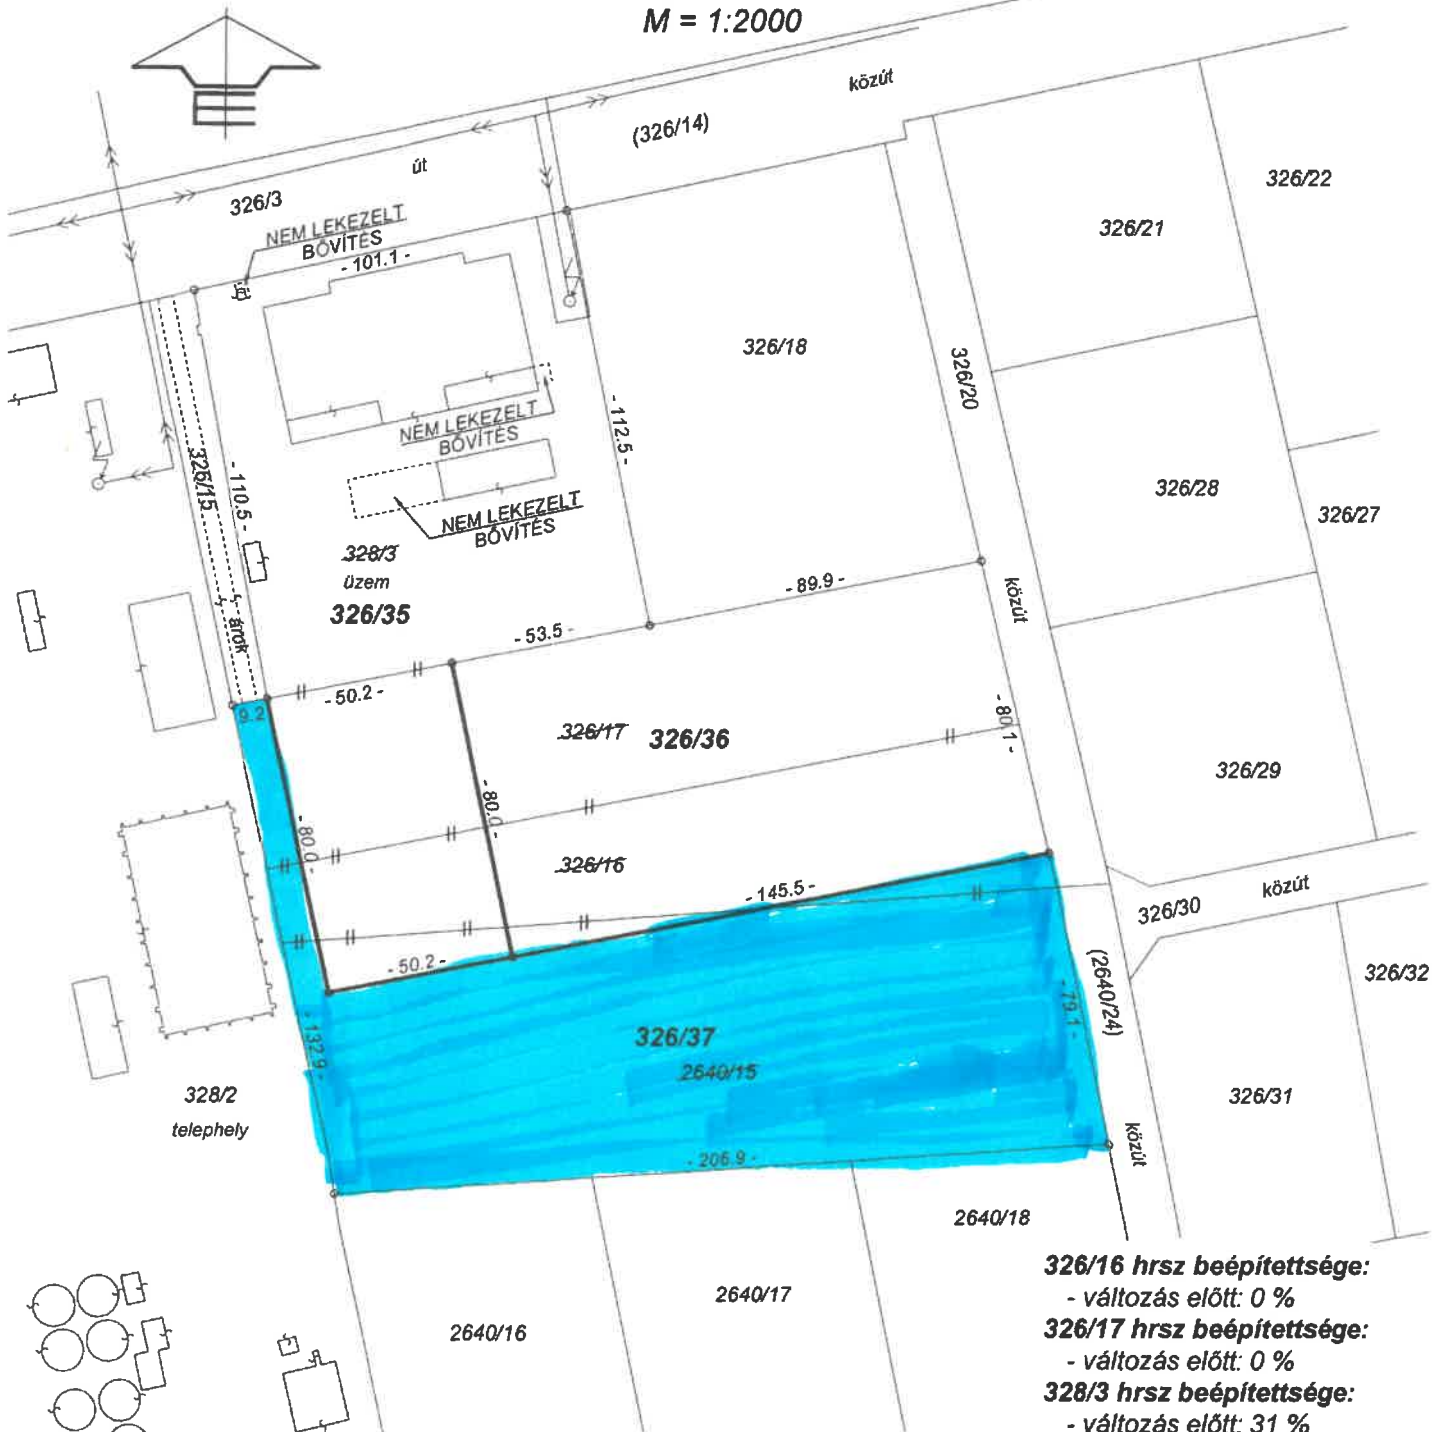 M = 1:2000
közút
(326/14)
út
326/3
326/22
326/21
NEM LEKEZELT
BŐVÍTÉS
- 101.1 -
326/18
326/20
- 112.5 -
NEM LEKEZELT
BŐVÍTÉS
326/15
- 110.5 -
326/28
326/27
NEM LEKEZELT
BŐVÍTÉS
328/3
üzem
326/35
- 89.9 -
közút
árok
- 53.5 -
- 50.2 -
9.2
326/17
326/36
- 80.1 -
326/29
- 80.0 -
- 80.0 -
326/16
- 145.5 -
közút
326/30
- 50.2 -
326/32
(2640/24)
- 79.1 -
- 132.9 -
326/37
2640/15
328/2
telephely
326/31
közút
- 206.9 -
2640/18
2640/17
2640/16
326/16 hrsz beépítettsége:
- változás előtt: 0 %
326/17 hrsz beépítettsége:
- változás előtt: 0 %
328/3 hrsz beépítettsége:
- változás előtt: 31 %